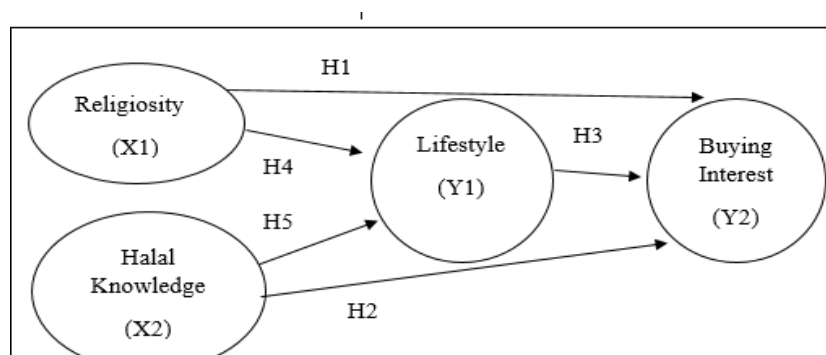 H1
Religiosity
(X1)
H4
Lifestyle
(Y1)
H3
Buying
Interest
(Y2)
H5
Halal
Knowledge
(X2)
H2